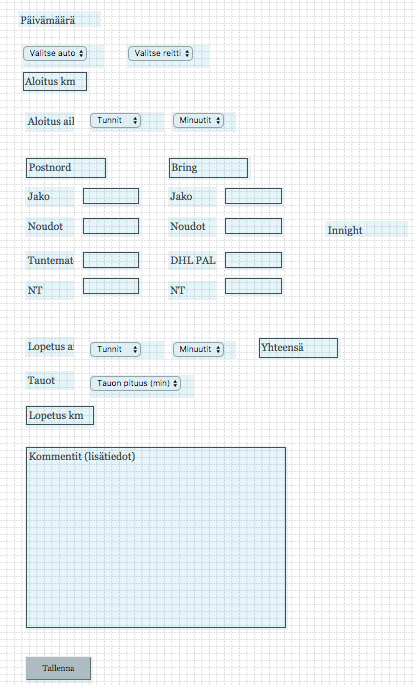 Päivämäärä
Valitse auto Valitse reitti
Aloitus km
Aloitus ail Tunnit Minuutit
Postnord Bring
Jako Jako
Noudot Noudot Innight
Tuntemat DHL PAL
NT NT
Lopetus ai Tunnit Minuutit Yhteensä
Tauot Tauon pituus (min)
Lopetus km
Kommentit (lisätiedot)
Tallenna